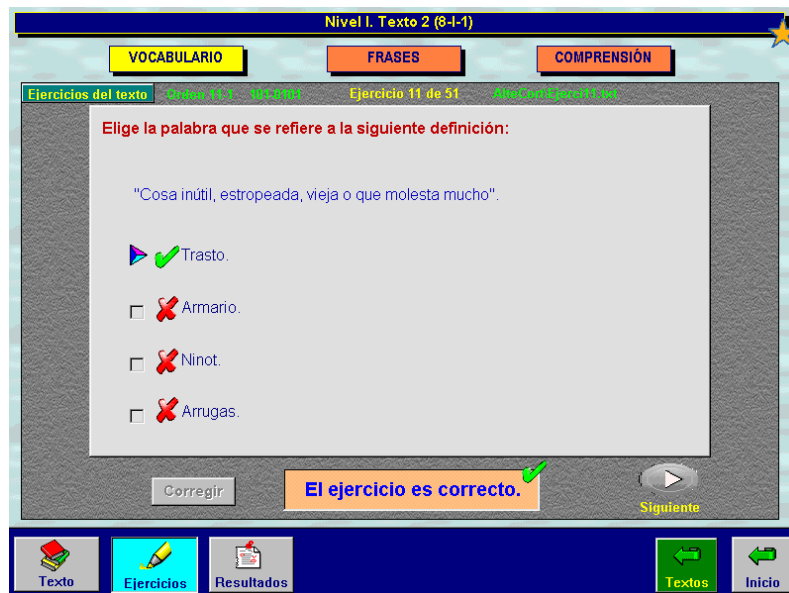 Nivel I. Texto 2 (8-I-1)
VOCABULARIO
FRASES
COMPRENSIÓN
Ejercicios del texto
Ejercicio 11 de 51
Elige la palabra que se refiere a la siguiente definición:
"Cosa inútil, estropeada, vieja o que molesta mucho".
Trasto.
Armario.
Ninot.
Arrugas.
Corregir
El ejercicio es correcto.
Siguiente
Texto
Ejercicios
Resultados
Textos
Inicio